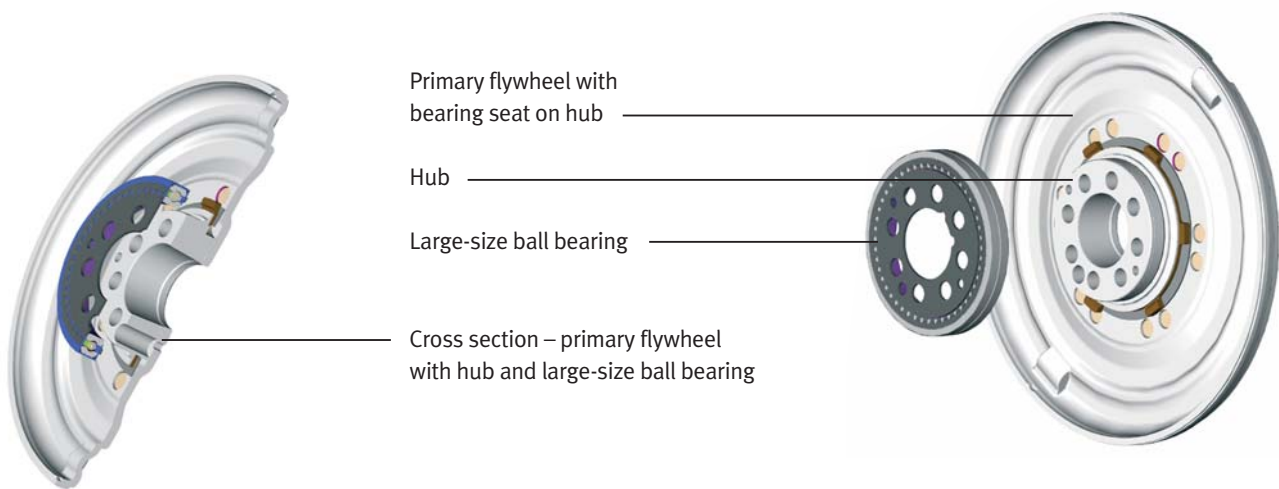 Primary flywheel with
bearing seat on hub
Hub
Large-size ball bearing
Cross section – primary flywheel
with hub and large-size ball bearing